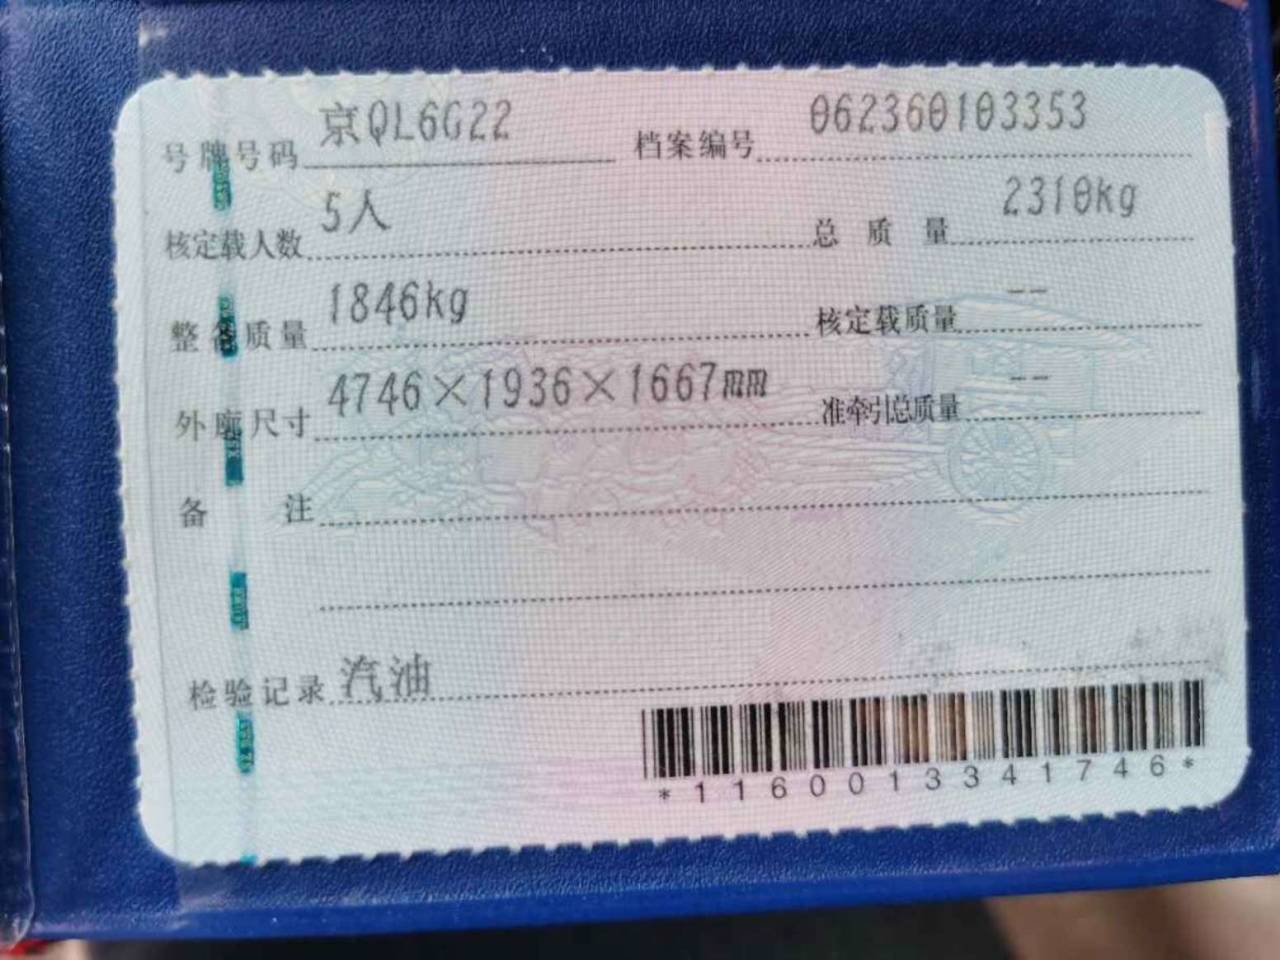 号牌号码 京QL6G22 档案编号 062360103353
核定载人数 5人 总质量 2310kg
整备质量 1846kg 核定载质量 --
外廓尺寸 4746×1936×1667mm 准牵引总质量 --
备注
检验记录 汽油
*1160013341746*